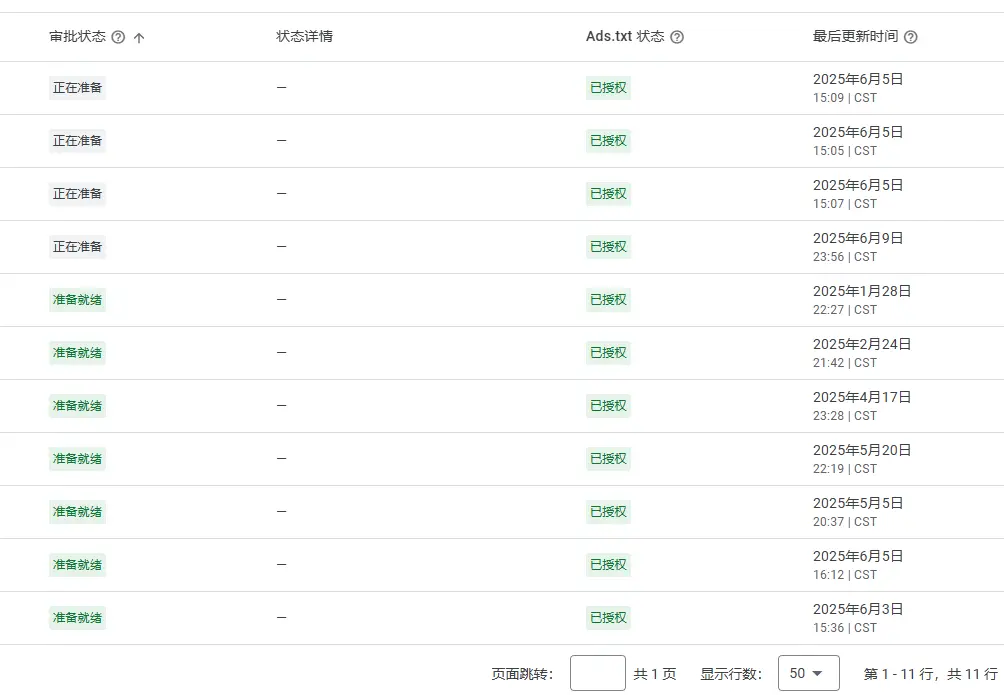 审批状态 状态详情 Ads.txt 状态 最后更新时间
正在准备 — 已授权 2025年6月5日
15:09 | CST
正在准备 — 已授权 2025年6月5日
15:05 | CST
正在准备 — 已授权 2025年6月5日
15:07 | CST
正在准备 — 已授权 2025年6月9日
23:56 | CST
准备就绪 — 已授权 2025年1月28日
22:27 | CST
准备就绪 — 已授权 2025年2月24日
21:42 | CST
准备就绪 — 已授权 2025年4月17日
23:28 | CST
准备就绪 — 已授权 2025年5月20日
22:19 | CST
准备就绪 — 已授权 2025年5月5日
20:37 | CST
准备就绪 — 已授权 2025年6月5日
16:12 | CST
准备就绪 — 已授权 2025年6月3日
15:36 | CST
页面跳转： 共 1 页 显示行数： 50 第 1 - 11 行，共 11 行